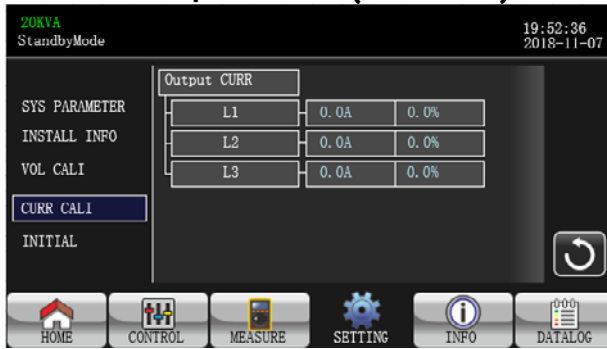 20KVA
StandbyMode
19:52:36
2018-11-07
SYS PARAMETER
INSTALL INFO
VOL CALI
CURR CALI
INITIAL
Output CURR
L1 0.0A 0.0%
L2 0.0A 0.0%
L3 0.0A 0.0%
HOME CONTROL MEASURE SETTING INFO DATALOG